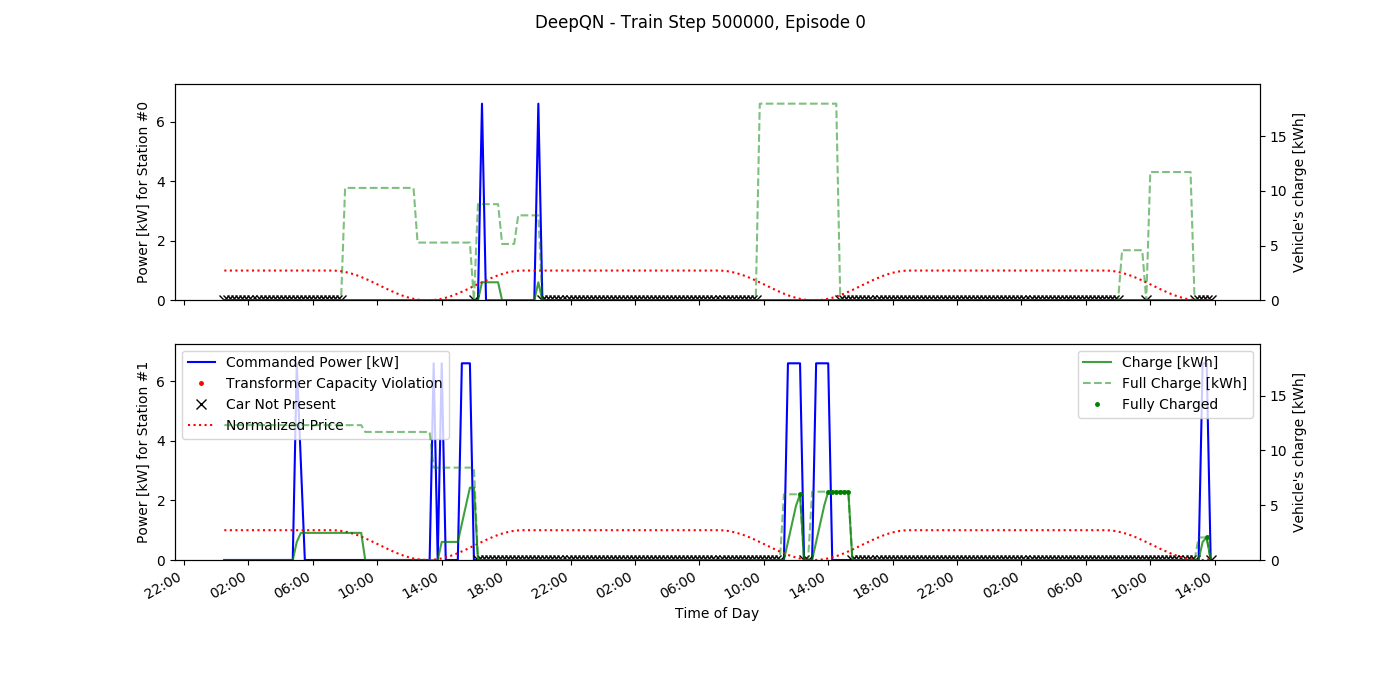 DeepQN - Train Step 500000, Episode 0
Power [kW] for Station #0
6
4
2
0
15
10
5
0
Vehicle's charge [kWh]
Power [kW] for Station #1
6
4
2
0
Commanded Power [kW]
Transformer Capacity Violation
Car Not Present
Normalized Price
Charge [kWh]
Full Charge [kWh]
Fully Charged
15
10
5
0
Vehicle's charge [kWh]
22:00 02:00 06:00 10:00 14:00 18:00 22:00 02:00 06:00 10:00 14:00 18:00 22:00 02:00 06:00 10:00 14:00
Time of Day